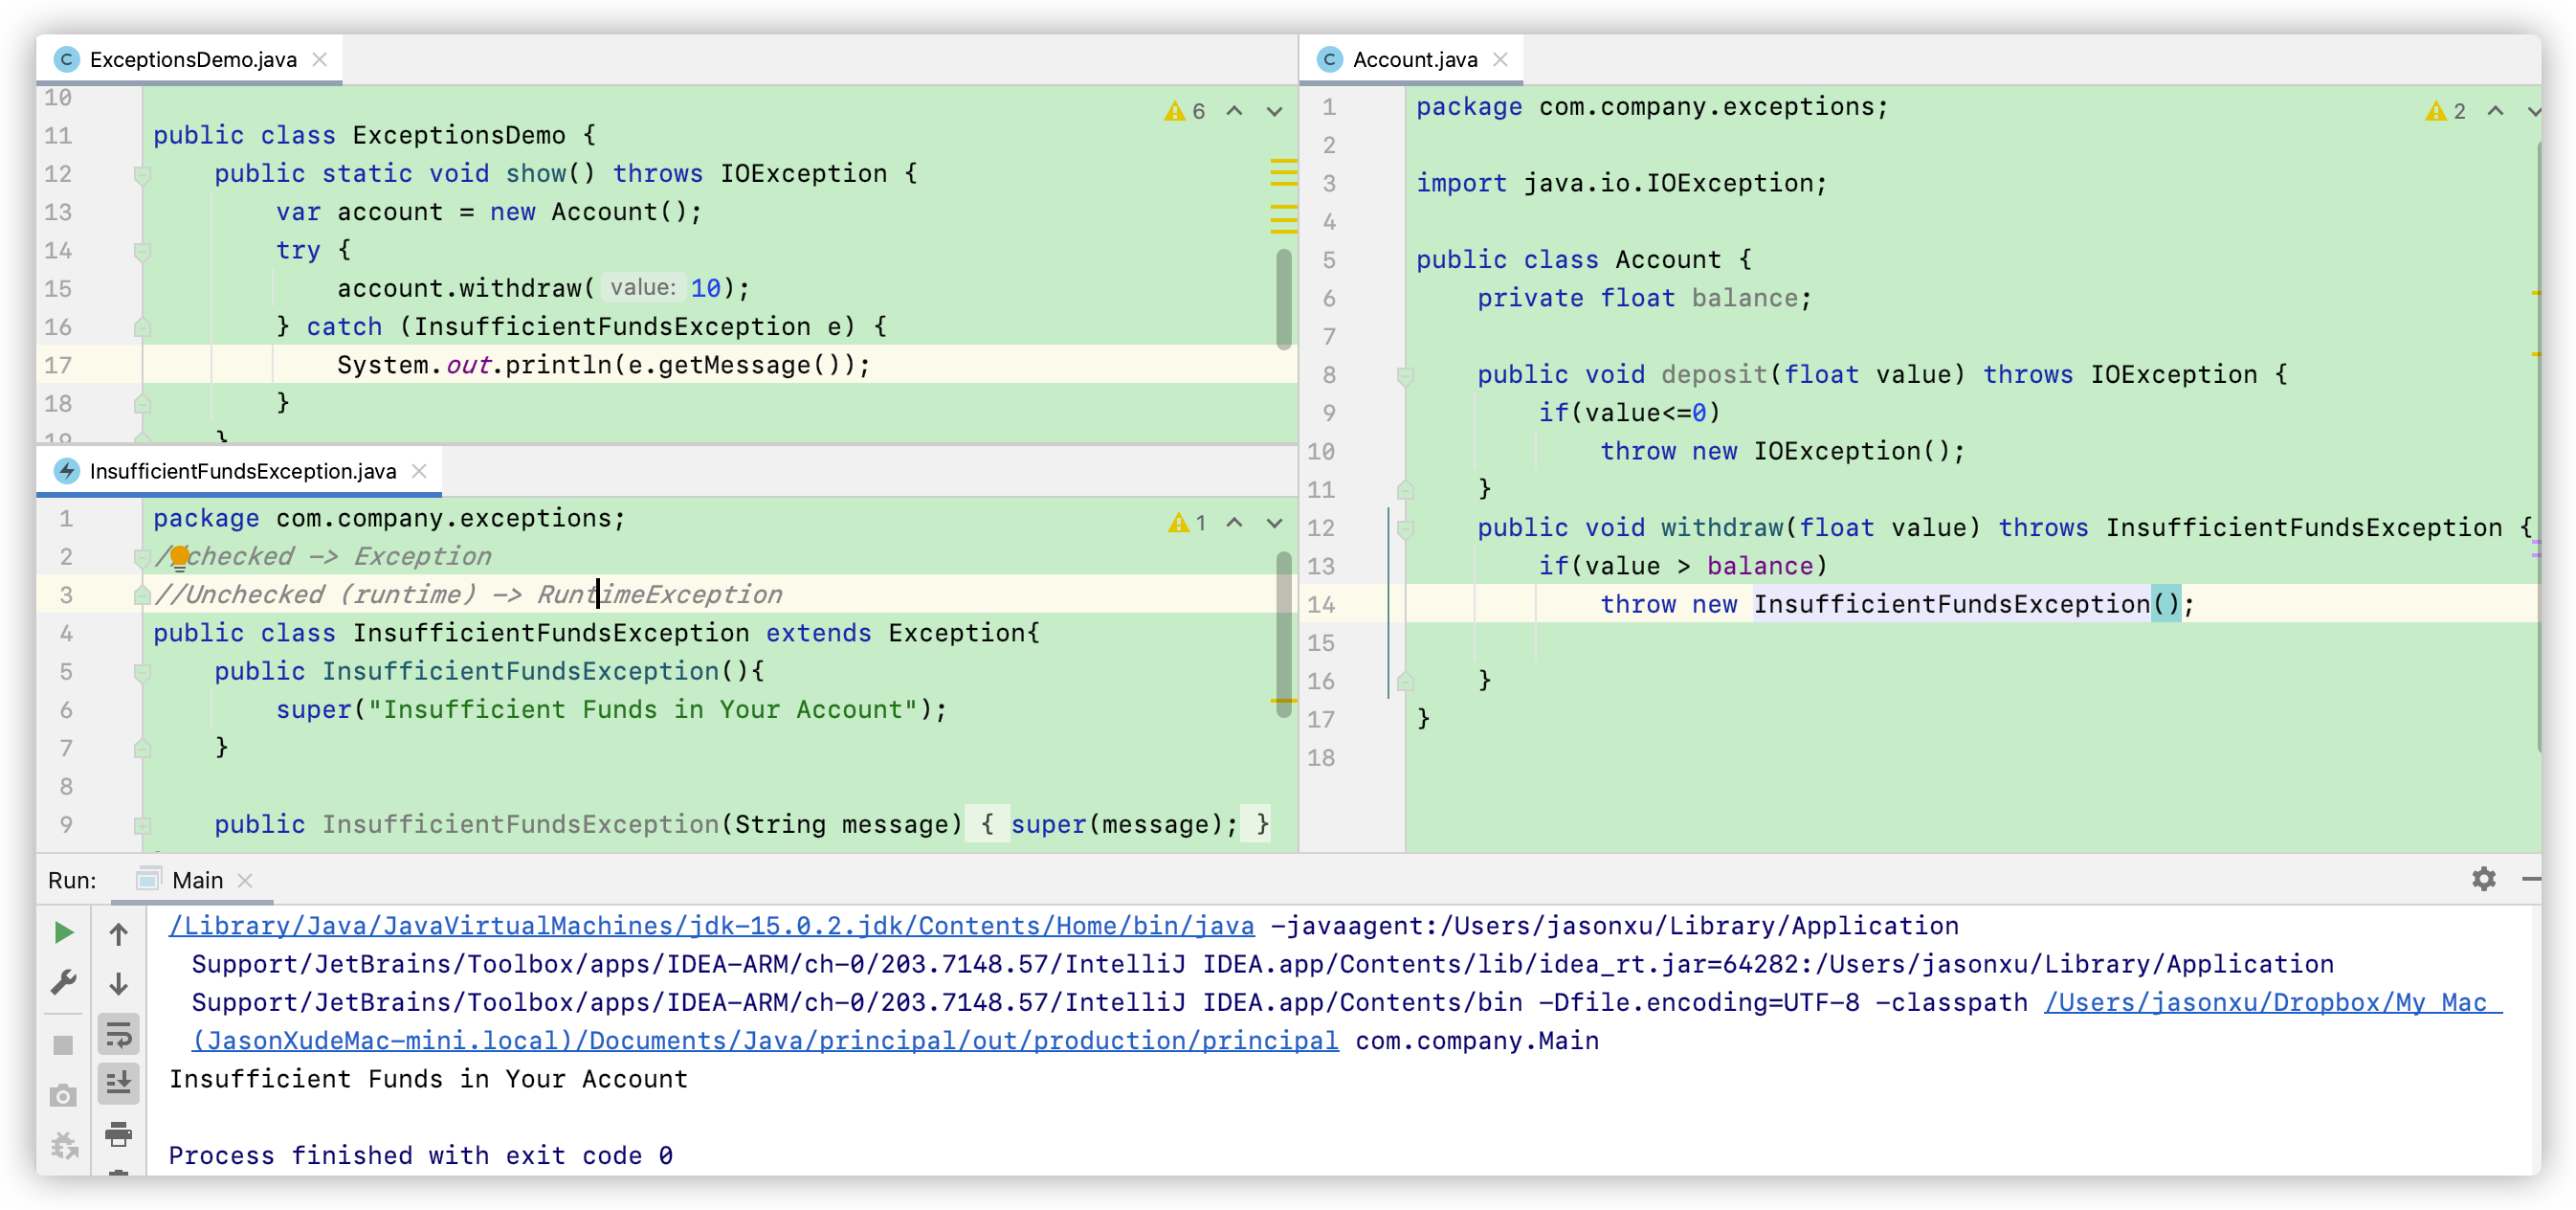 ExceptionsDemo.java
6
10
11 public class ExceptionsDemo {
12 public static void show() throws IOException {
13 var account = new Account();
14 try {
15 account.withdraw( value: 10);
16 } catch (InsufficientFundsException e) {
17 System.out.println(e.getMessage());
18 }
19 }
InsufficientFundsException.java
1
1 package com.company.exceptions;
2 //checked -> Exception
3 //Unchecked (runtime) -> RuntimeException
4 public class InsufficientFundsException extends Exception{
5 public InsufficientFundsException(){
6 super("Insufficient Funds in Your Account");
7 }
8
9 public InsufficientFundsException(String message) { super(message); }
Account.java
2
1 package com.company.exceptions;
2
3 import java.io.IOException;
4
5 public class Account {
6 private float balance;
7
8 public void deposit(float value) throws IOException {
9 if(value<=0)
10 throw new IOException();
11 }
12 public void withdraw(float value) throws InsufficientFundsException {
13 if(value > balance)
14 throw new InsufficientFundsException();
15
16 }
17 }
18
Run: Main
/Library/Java/JavaVirtualMachines/jdk-15.0.2.jdk/Contents/Home/bin/java -javaagent:/Users/jasonxu/Library/Application
Support/JetBrains/Toolbox/apps/IDEA-ARM/ch-0/203.7148.57/IntelliJ IDEA.app/Contents/lib/idea_rt.jar=64282:/Users/jasonxu/Library/Application
Support/JetBrains/Toolbox/apps/IDEA-ARM/ch-0/203.7148.57/IntelliJ IDEA.app/Contents/bin -Dfile.encoding=UTF-8 -classpath /Users/jasonxu/Dropbox/My Mac
(JasonXudeMac-mini.local)/Documents/Java/principal/out/production/principal com.company.Main
Insufficient Funds in Your Account
Process finished with exit code 0